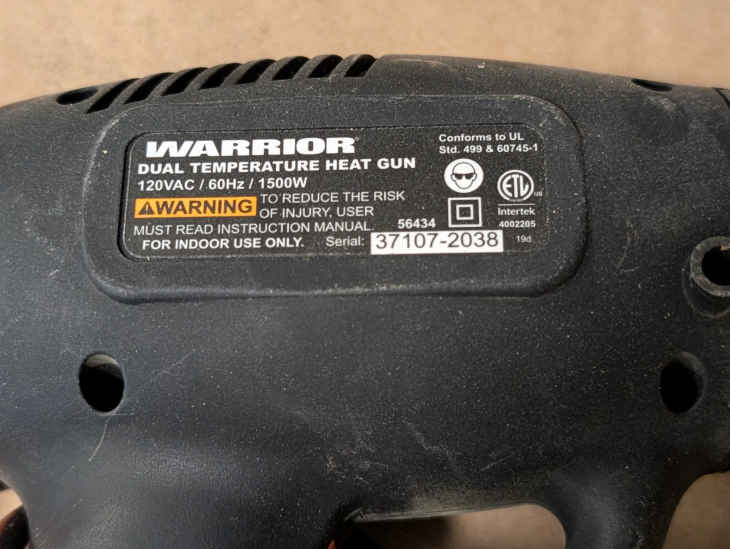 WARRIOR
DUAL TEMPERATURE HEAT GUN
120VAC / 60Hz / 1500W
WARNING TO REDUCE THE RISK
OF INJURY, USER
MUST READ INSTRUCTION MANUAL.
FOR INDOOR USE ONLY.
Conforms to UL
Std. 499 & 60745-1
ETL us
Intertek
4002205
56434
Serial: 37107-2038
19d